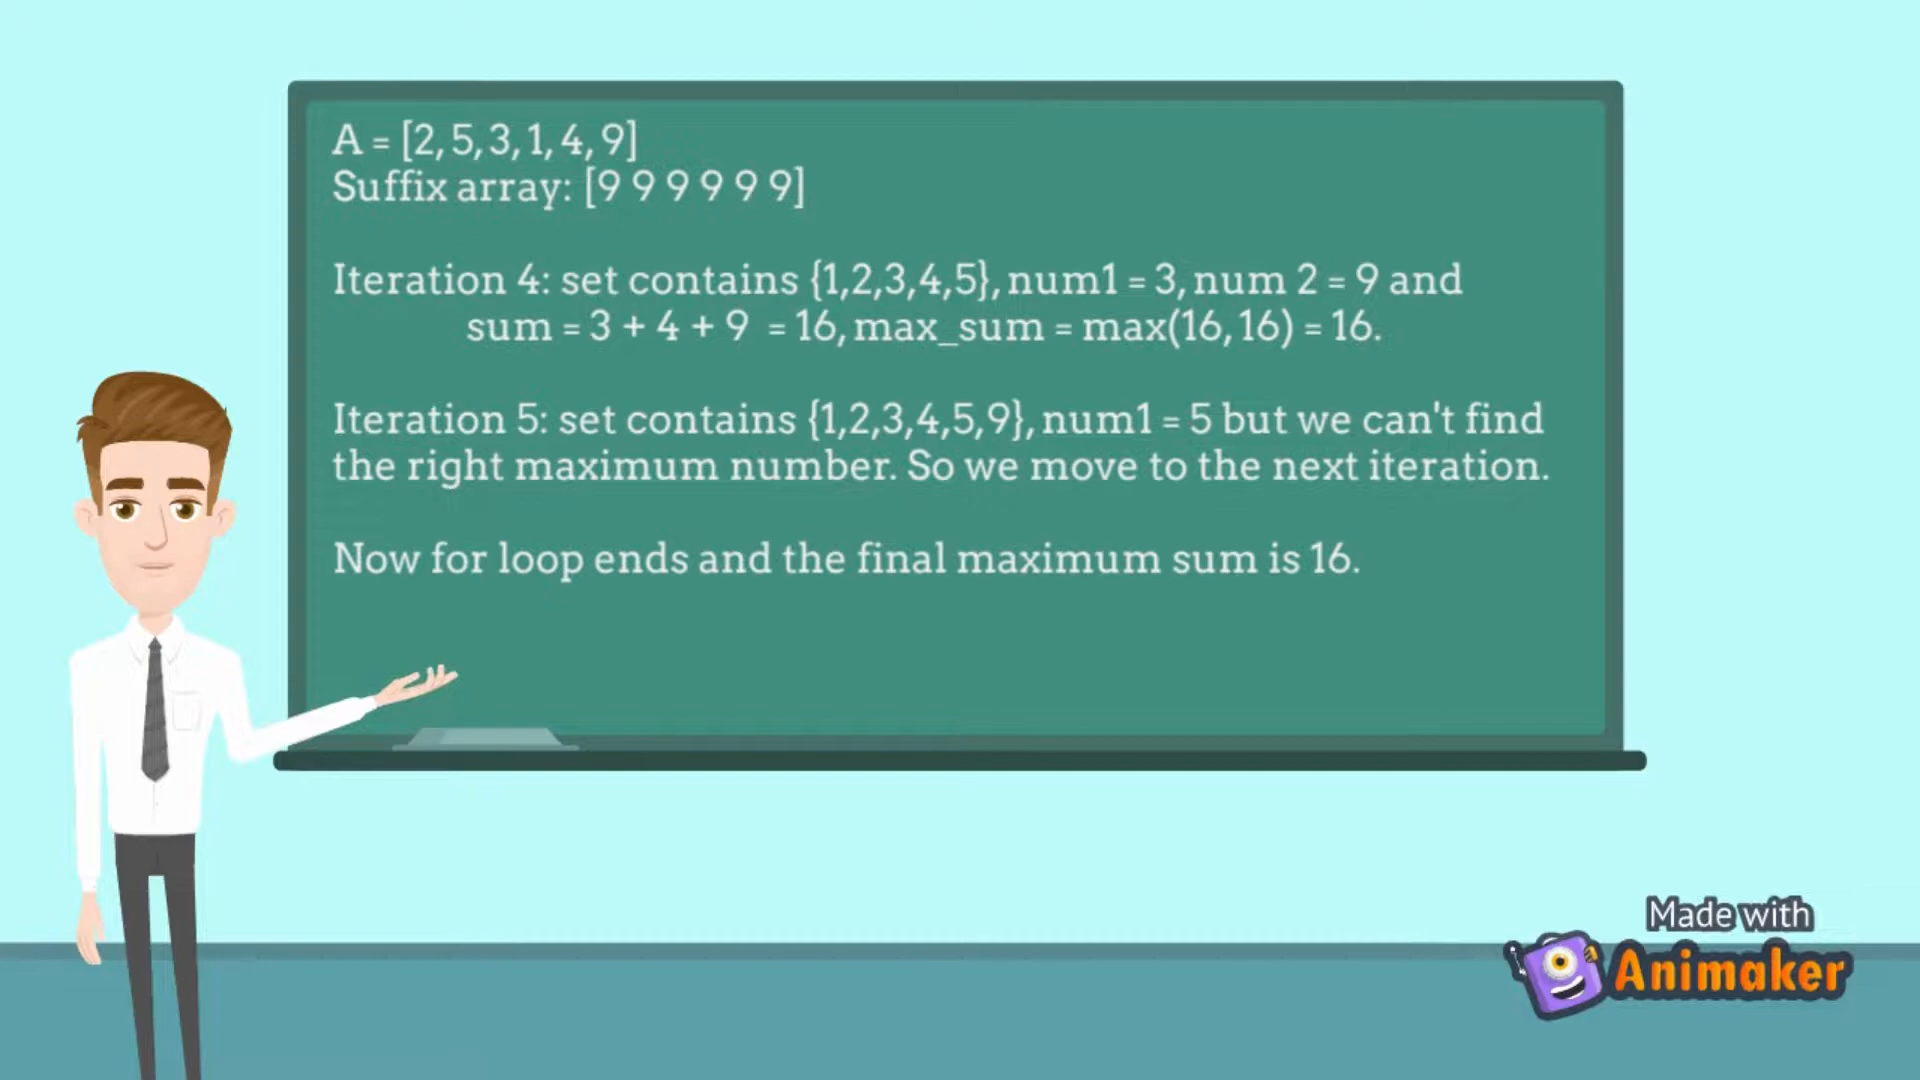 A = [2, 5, 3, 1, 4, 9]
Suffix array: [9 9 9 9 9 9]
Iteration 4: set contains {1,2,3,4,5}, num1 = 3, num 2 = 9 and
sum = 3 + 4 + 9 = 16, max_sum = max(16, 16) = 16.
Iteration 5: set contains {1,2,3,4,5,9}, num1 = 5 but we can't find
the right maximum number. So we move to the next iteration.
Now for loop ends and the final maximum sum is 16.
Made with
Animaker